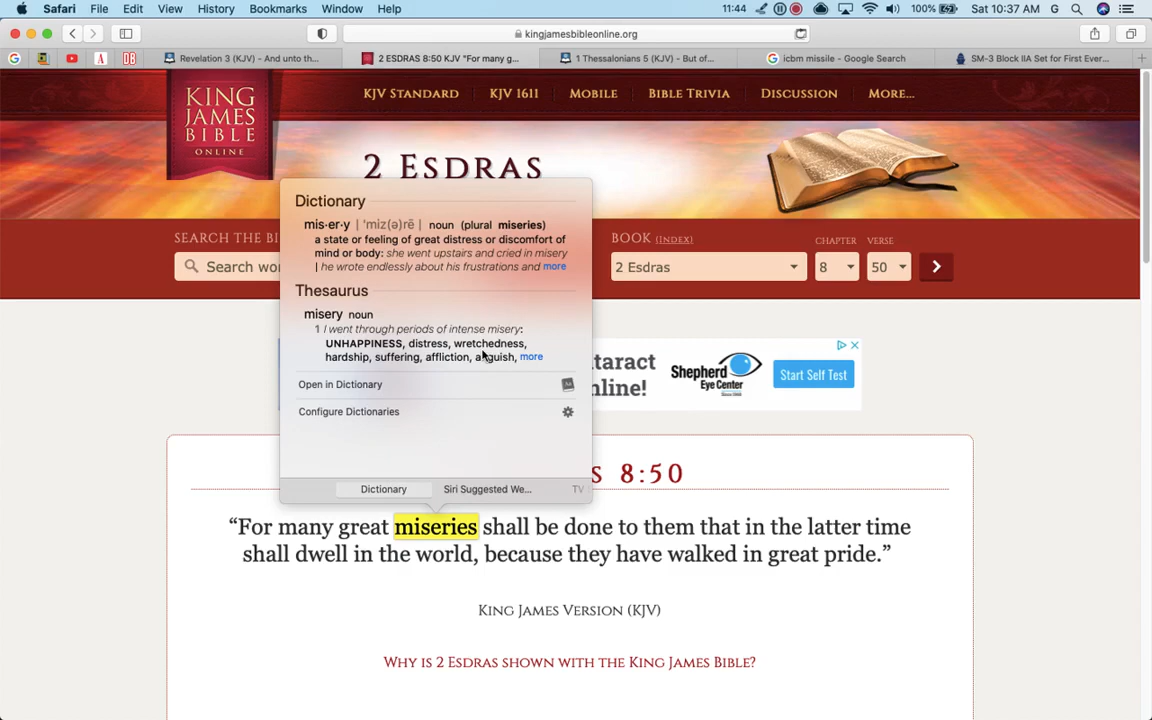 Safari File Edit View History Bookmarks Window Help 11:44 100% Sat 10:37 AM G
kingjamesbibleonline.org
G A DB Revelation 3 (KJV) - And unto th... 2 ESDRAS 8:50 KJV "For many g... 1 Thessalonians 5 (KJV) - But of... G icbm missile - Google Search SM-3 Block IIA Set for First Ever...
KING
JAMES
BIBLE
ONLINE
KJV STANDARD KJV 1611 MOBILE BIBLE TRIVIA DISCUSSION MORE...
2 ESDRAS
SEARCH THE BI
BOOK (INDEX) CHAPTER VERSE
Search wor
2 Esdras 8 50
Dictionary
mis·er·y | ˈmiz(ə)rē | noun (plural miseries)
a state or feeling of great distress or discomfort of
mind or body: she went upstairs and cried in misery
| he wrote endlessly about his frustrations and more
Thesaurus
misery noun
1 I went through periods of intense misery:
UNHAPPINESS, distress, wretchedness,
hardship, suffering, affliction, anguish, more
Open in Dictionary
Configure Dictionaries
Dictionary Siri Suggested We... TV
taract
nline!
Shepherd
Eye Center
Start Self Test
S 8:50
“For many great miseries shall be done to them that in the latter time
shall dwell in the world, because they have walked in great pride.”
KING JAMES VERSION (KJV)
WHY IS 2 ESDRAS SHOWN WITH THE KING JAMES BIBLE?